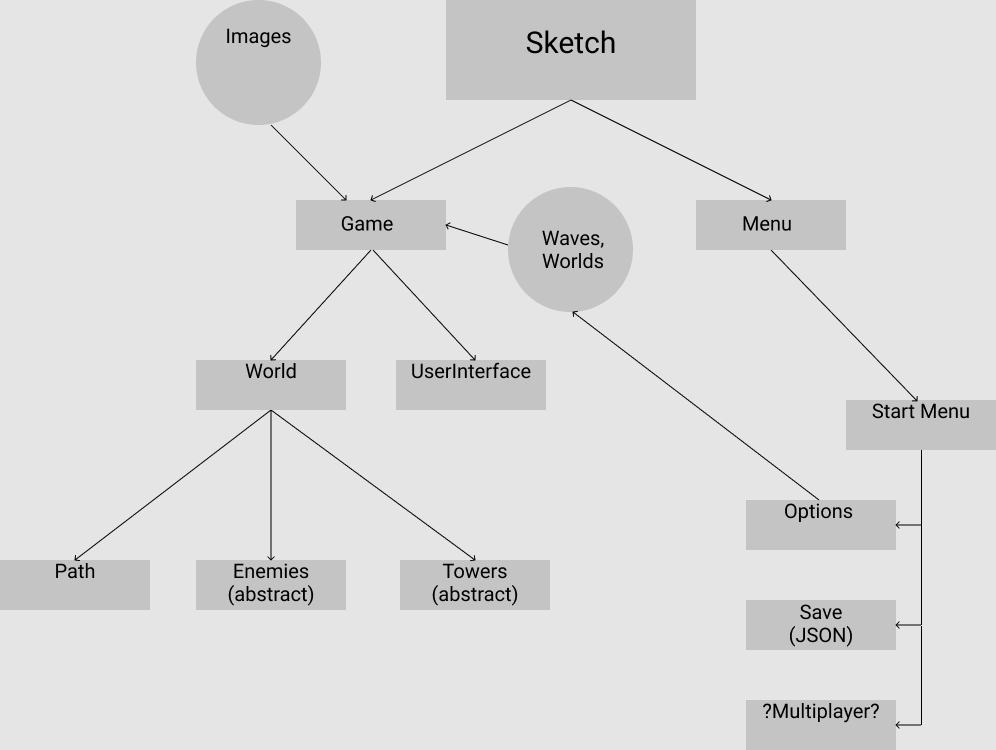 Images
Sketch
Game
Waves,
Worlds
Menu
World
UserInterface
Start Menu
Options
Path
Enemies
(abstract)
Towers
(abstract)
Save
(JSON)
?Multiplayer?